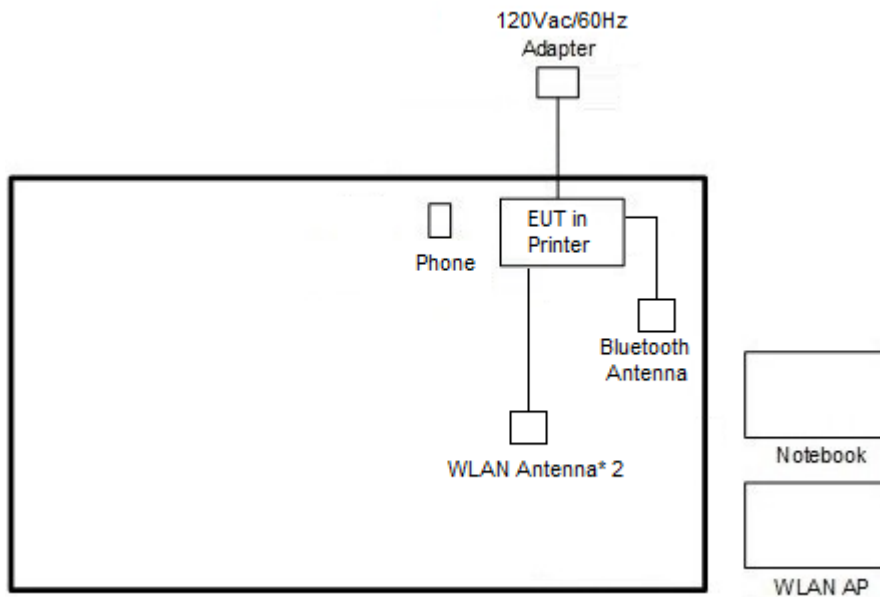 120Vac/60Hz
Adapter
EUT in
Printer
Phone
Bluetooth
Antenna
WLAN Antenna* 2
Notebook
WLAN AP